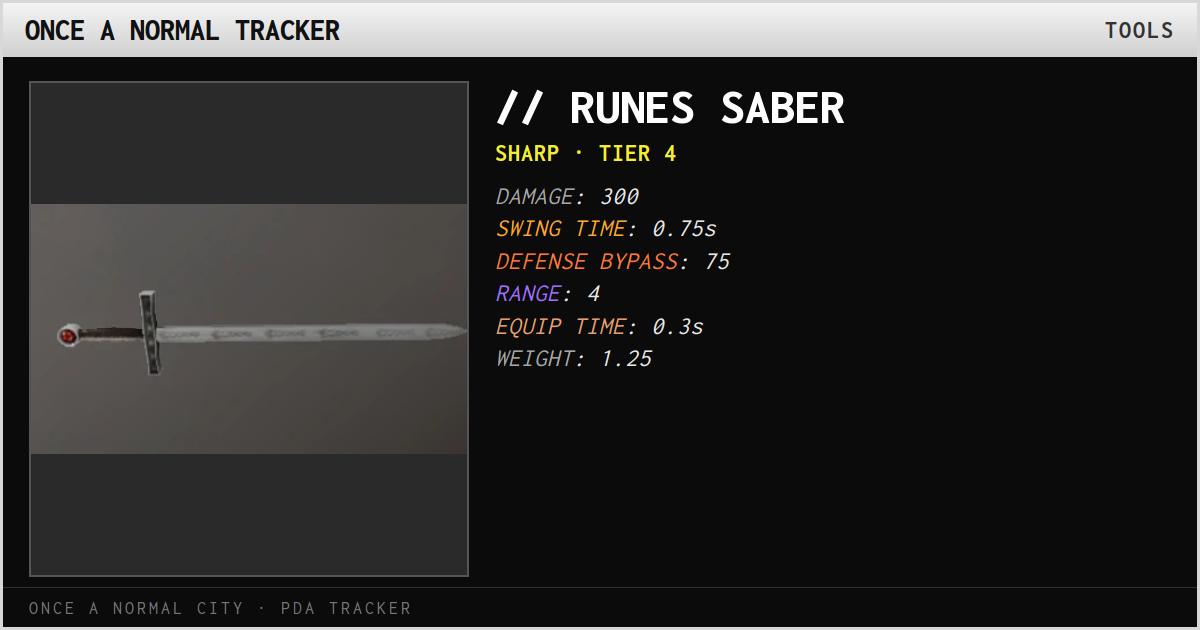 ONCE A NORMAL TRACKER
TOOLS
// RUNES SABER
SHARP · TIER 4
DAMAGE: 300
SWING TIME: 0.75s
DEFENSE BYPASS: 75
RANGE: 4
EQUIP TIME: 0.3s
WEIGHT: 1.25
ONCE A NORMAL CITY · PDA TRACKER